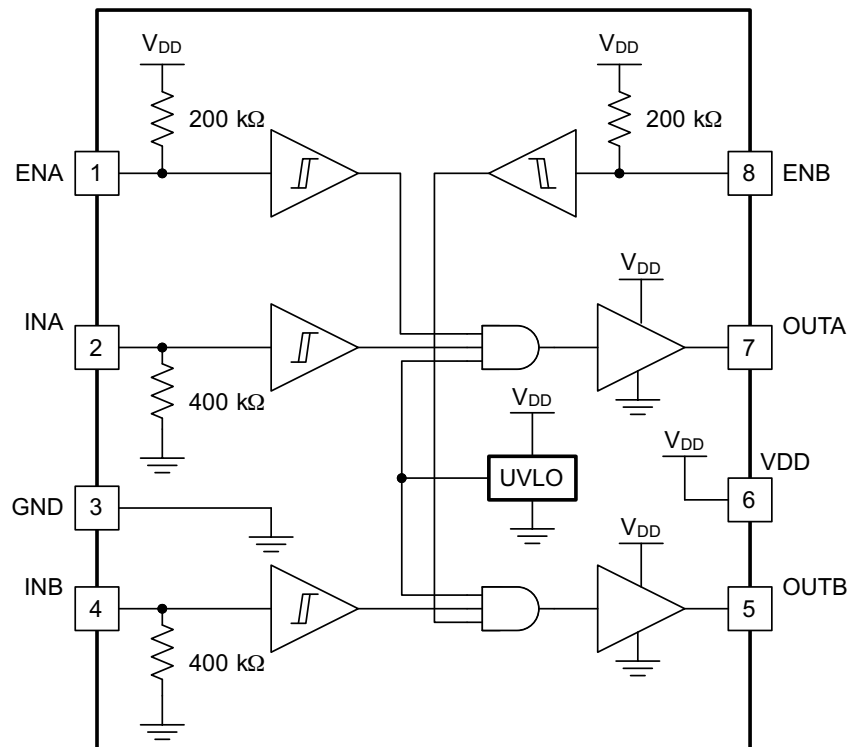 VDD
VDD
200 kΩ
200 kΩ
ENA
1
8
ENB
VDD
INA
2
OUTA
7
400 kΩ
VDD
VDD
VDD
UVLO
6
GND
3
VDD
INB
4
OUTB
5
400 kΩ